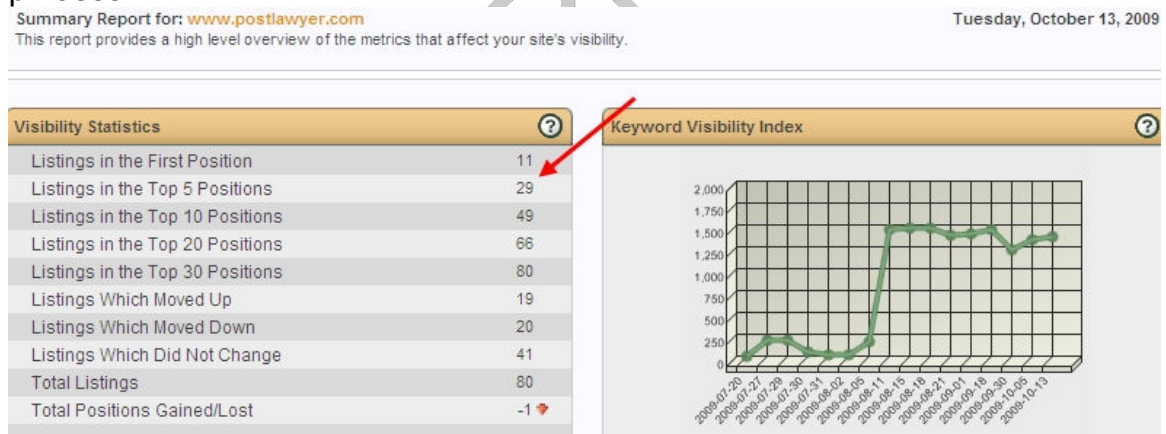 Summary Report for: www.postlawyer.com
Tuesday, October 13, 2009
This report provides a high level overview of the metrics that affect your site's visibility.
Visibility Statistics ?
Listings in the First Position 11
Listings in the Top 5 Positions 29
Listings in the Top 10 Positions 49
Listings in the Top 20 Positions 66
Listings in the Top 30 Positions 80
Listings Which Moved Up 19
Listings Which Moved Down 20
Listings Which Did Not Change 41
Total Listings 80
Total Positions Gained/Lost -1
Keyword Visibility Index ?
2,000
1,750
1,500
1,250
1,000
750
500
250
0
2009-07-20
2009-07-27
2009-07-29
2009-07-30
2009-07-31
2009-08-02
2009-08-05
2009-08-11
2009-08-15
2009-08-18
2009-08-21
2009-09-01
2009-09-18
2009-09-30
2009-10-05
2009-10-13